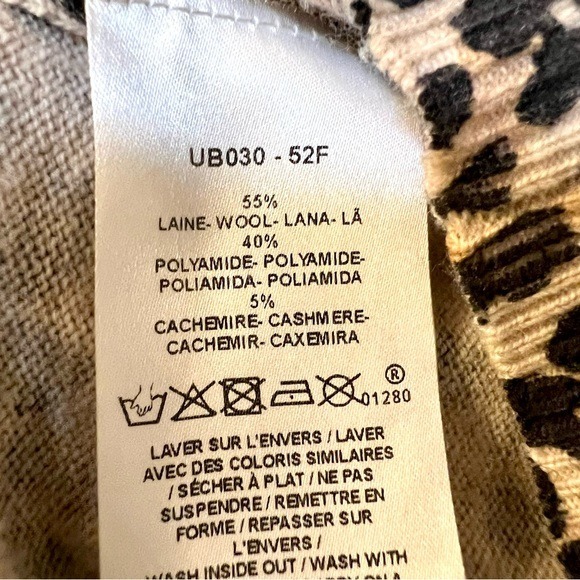 UB030 - 52F
55%
LAINE- WOOL- LANA- LÃ
40%
POLYAMIDE- POLYAMIDE-
POLIAMIDA- POLIAMIDA
5%
CACHEMIRE- CASHMERE-
CACHEMIR- CAXEMIRA
®
01280
LAVER SUR L'ENVERS / LAVER
AVEC DES COLORIS SIMILAIRES
/ SÉCHER À PLAT / NE PAS
SUSPENDRE / REMETTRE EN
FORME / REPASSER SUR
L'ENVERS /
WASH INSIDE OUT / WASH WITH